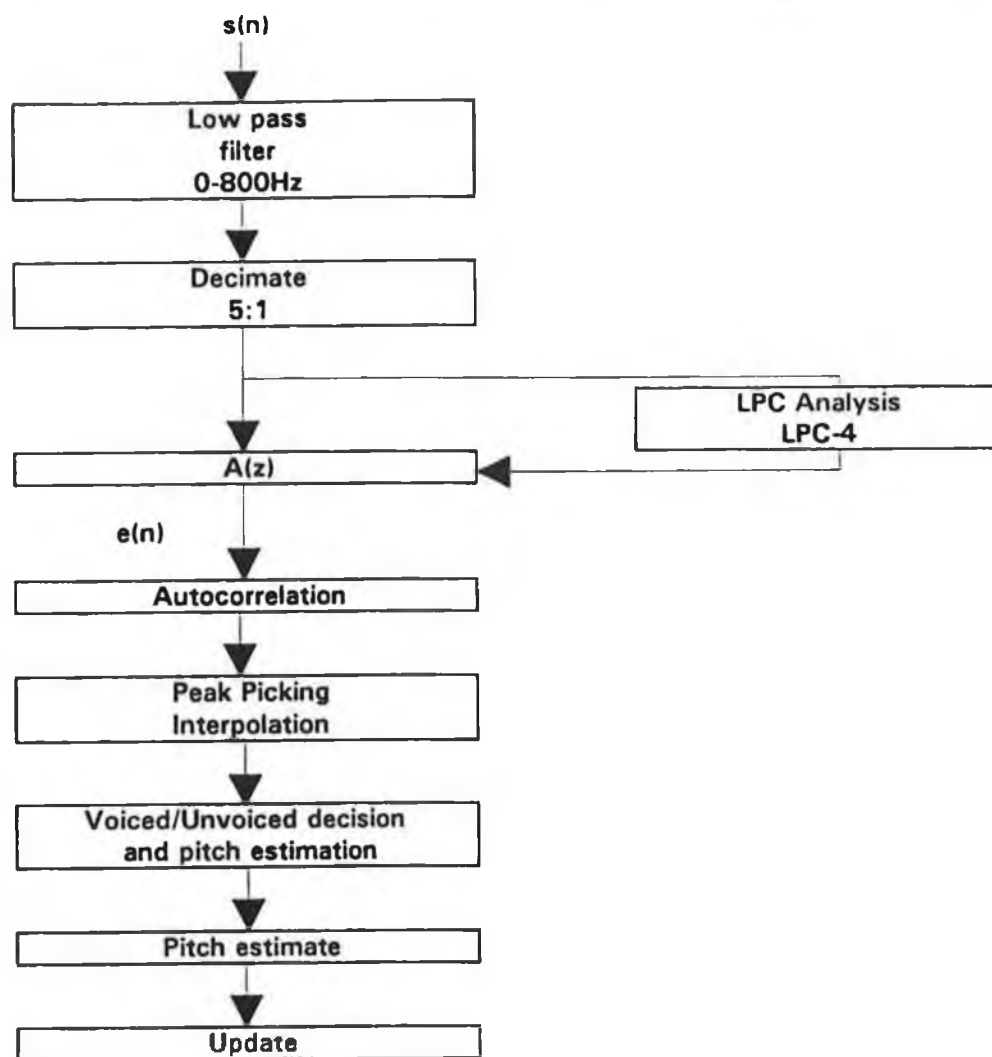 s(n)
Low pass
filter
0-800Hz
Decimate
5:1
LPC Analysis
LPC-4
A(z)
e(n)
Autocorrelation
Peak Picking
Interpolation
Voiced/Unvoiced decision
and pitch estimation
Pitch estimate
Update